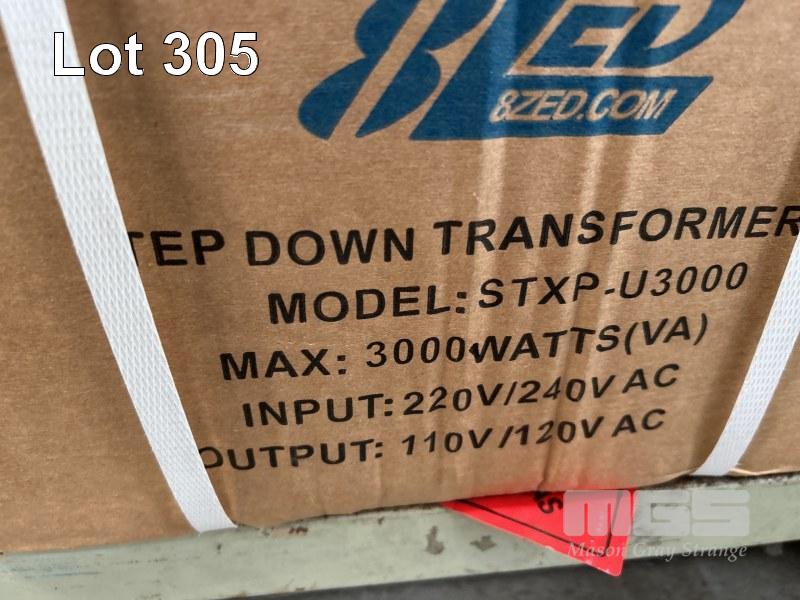 Lot 305
8ZED
8ZED.COM
TEP DOWN TRANSFORMER
MODEL: STXP-U3000
MAX: 3000WATTS(VA)
INPUT: 220V/240V AC
OUTPUT: 110V/120V AC
MGS
Mason Gray Strange